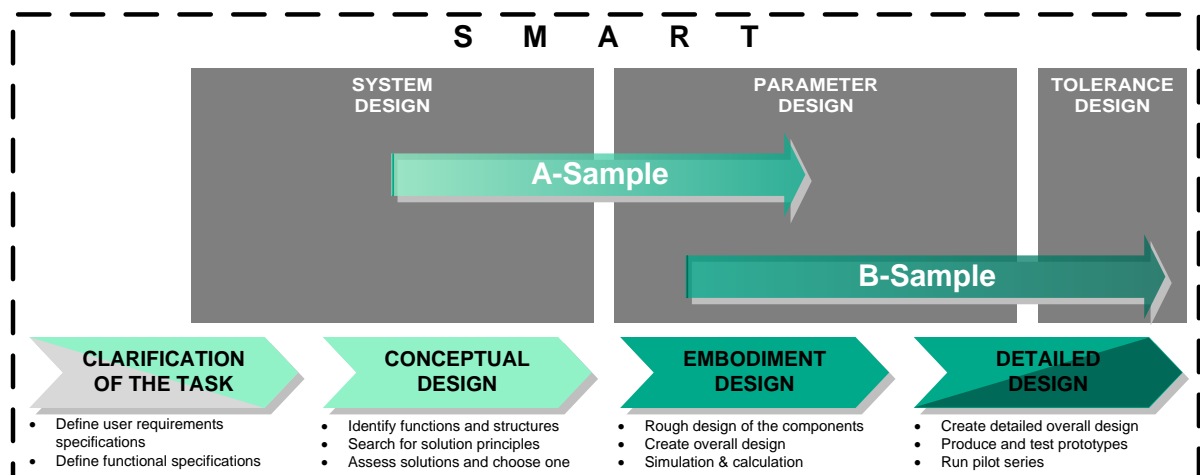 S M A R T
SYSTEM
DESIGN
PARAMETER
DESIGN
TOLERANCE
DESIGN
A-Sample
B-Sample
CLARIFICATION
OF THE TASK
CONCEPTUAL
DESIGN
EMBODIMENT
DESIGN
DETAILED
DESIGN
• Define user requirements
specifications
• Define functional specifications
• Identify functions and structures
• Search for solution principles
• Assess solutions and choose one
• Rough design of the components
• Create overall design
• Simulation & calculation
• Create detailed overall design
• Produce and test prototypes
• Run pilot series